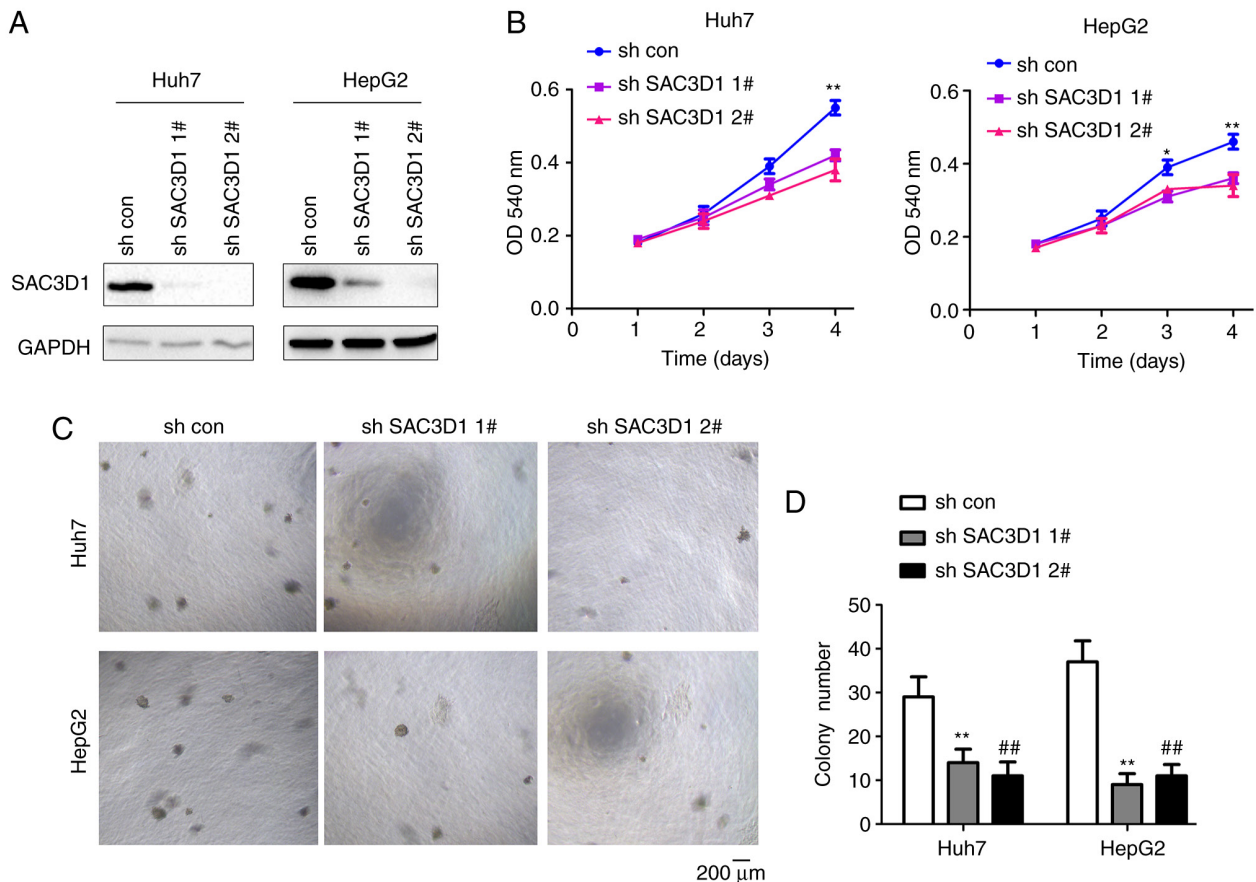 A
Huh7
HepG2
sh con
sh SAC3D1 1#
sh SAC3D1 2#
sh con
sh SAC3D1 1#
sh SAC3D1 2#
SAC3D1
GAPDH
B
Huh7
sh con
sh SAC3D1 1#
sh SAC3D1 2#
**
0.6
0.4
0.2
0.0
OD 540 nm
0
1
2
3
4
Time (days)
HepG2
sh con
sh SAC3D1 1#
sh SAC3D1 2#
*
**
0.6
0.4
0.2
0.0
OD 540 nm
0
1
2
3
4
Time (days)
C
sh con
sh SAC3D1 1#
sh SAC3D1 2#
Huh7
HepG2
200 μm
D
sh con
sh SAC3D1 1#
sh SAC3D1 2#
50
40
30
20
10
0
Colony number
**
##
**
##
Huh7
HepG2